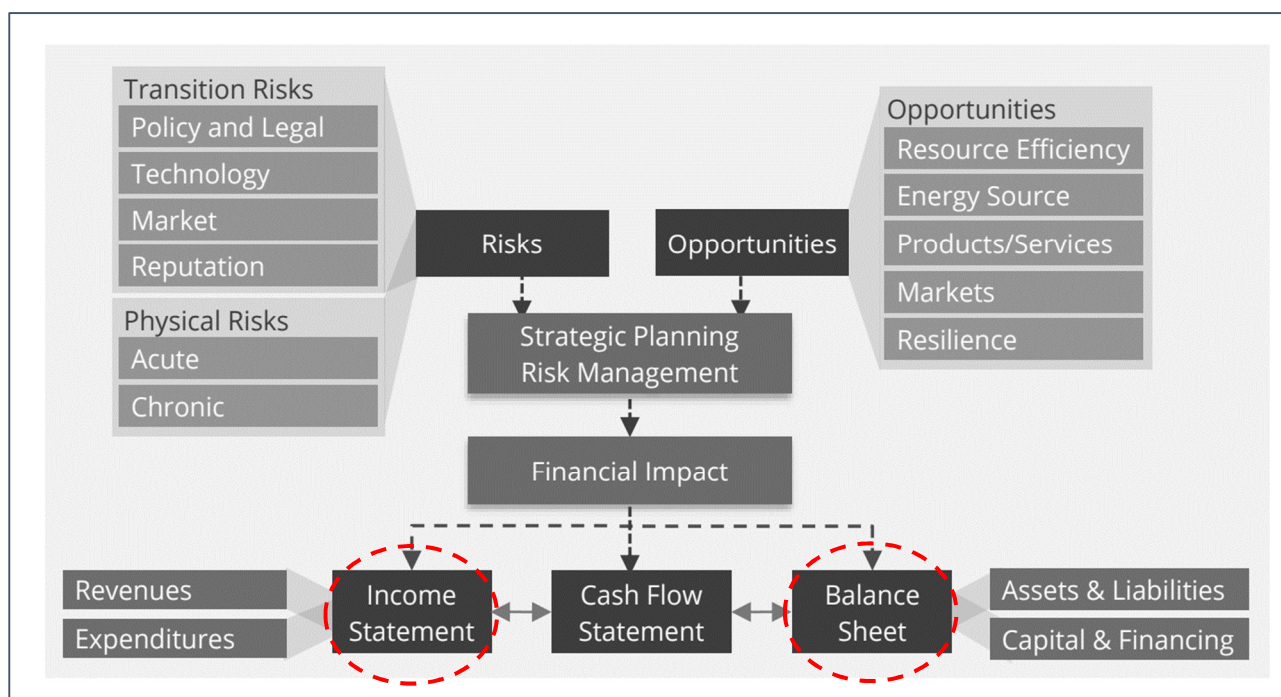 Transition Risks
Policy and Legal
Technology
Market
Reputation
Physical Risks
Acute
Chronic
Risks
Opportunities
Opportunities
Resource Efficiency
Energy Source
Products/Services
Markets
Resilience
Strategic Planning
Risk Management
Financial Impact
Revenues
Expenditures
Income
Statement
Cash Flow
Statement
Balance
Sheet
Assets & Liabilities
Capital & Financing